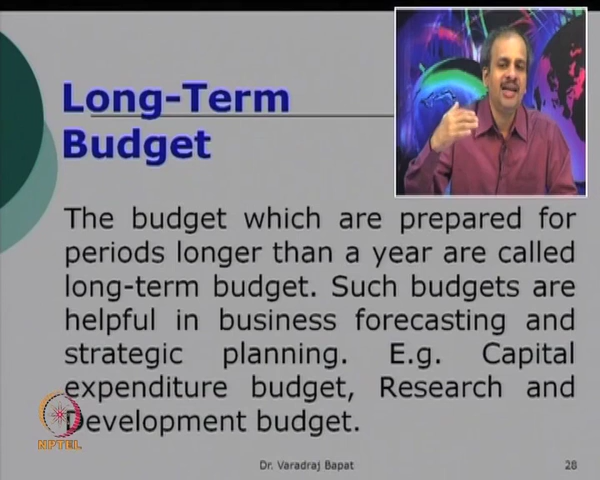 Long-Term
Budget
The budget which are prepared for
periods longer than a year are called
long-term budget. Such budgets are
helpful in business forecasting and
strategic planning. E.g. Capital
expenditure budget, Research and
Development budget.
NPTEL
Dr. Varadraj Bapat
28